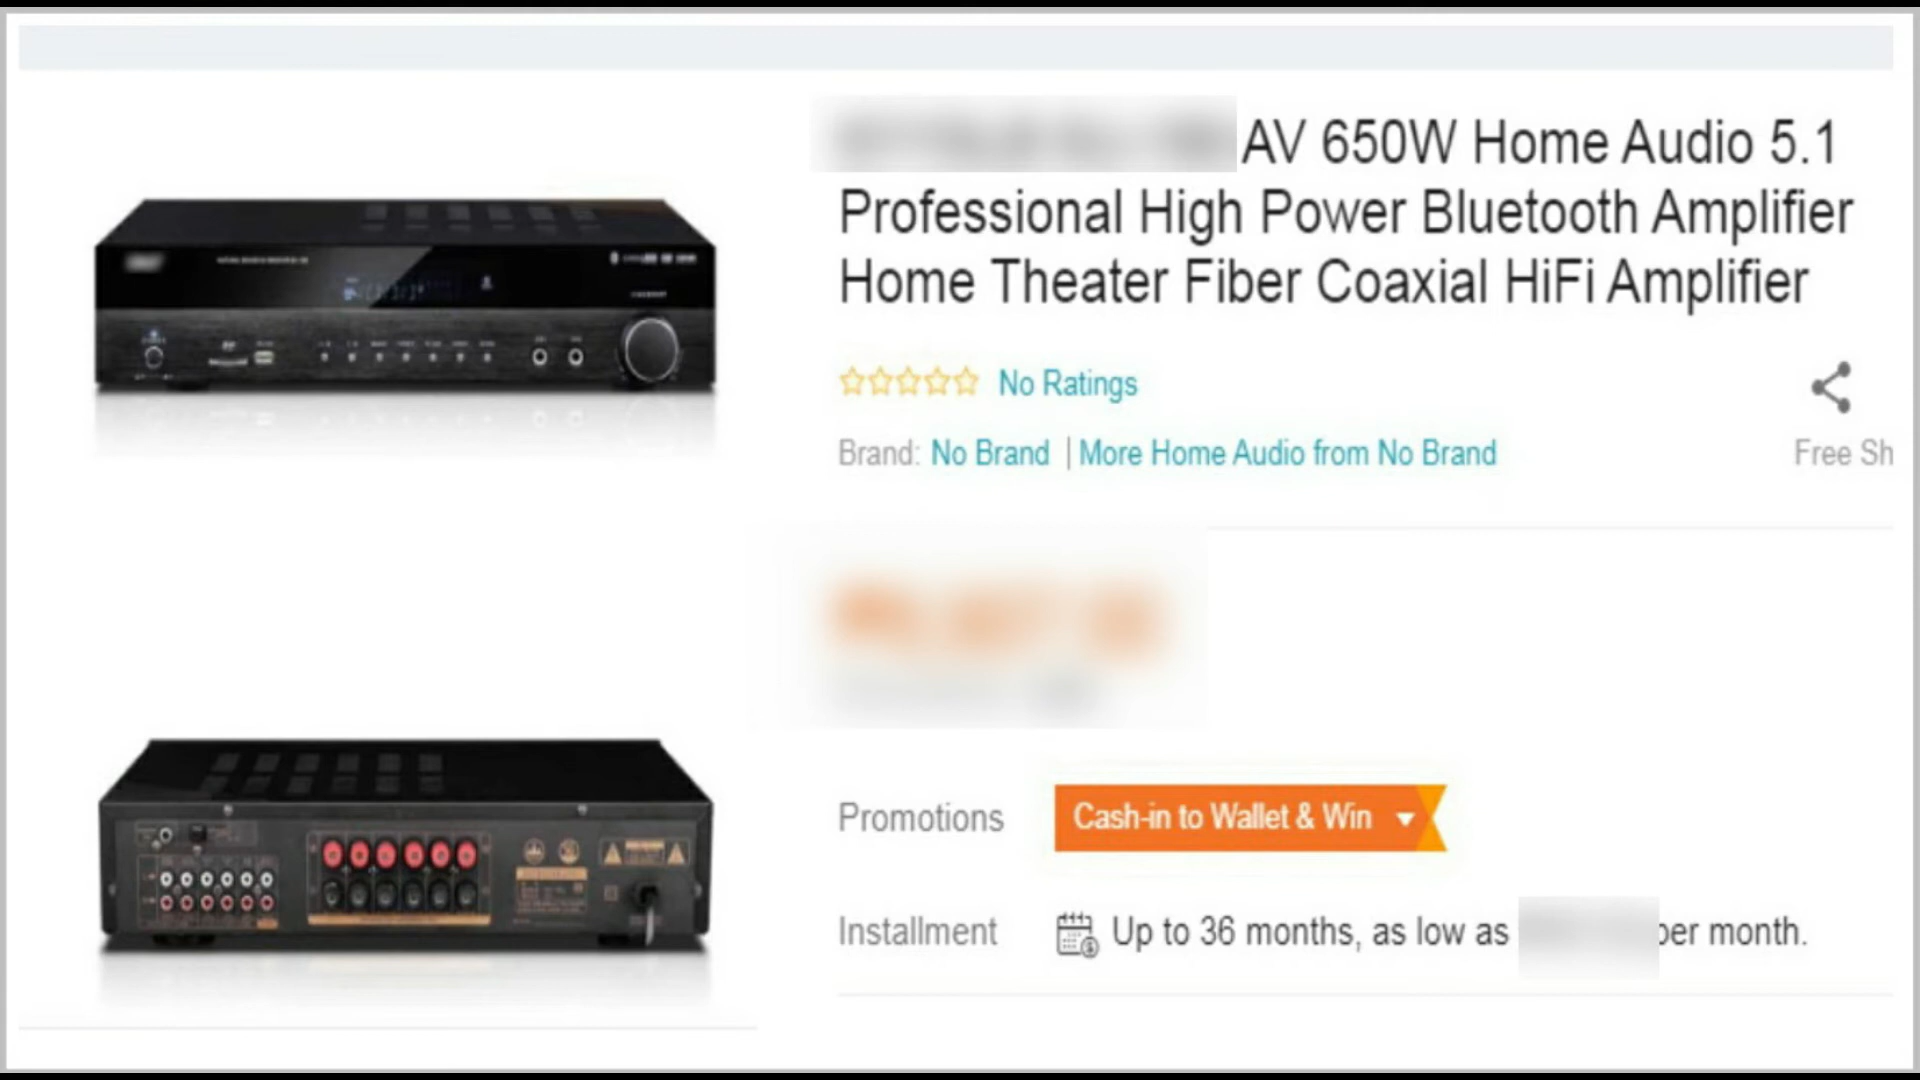 AV 650W Home Audio 5.1
Professional High Power Bluetooth Amplifier
Home Theater Fiber Coaxial HiFi Amplifier
No Ratings
Brand: No Brand | More Home Audio from No Brand
Free Sh
Promotions
Cash-in to Wallet & Win
Installment
Up to 36 months, as low as per month.